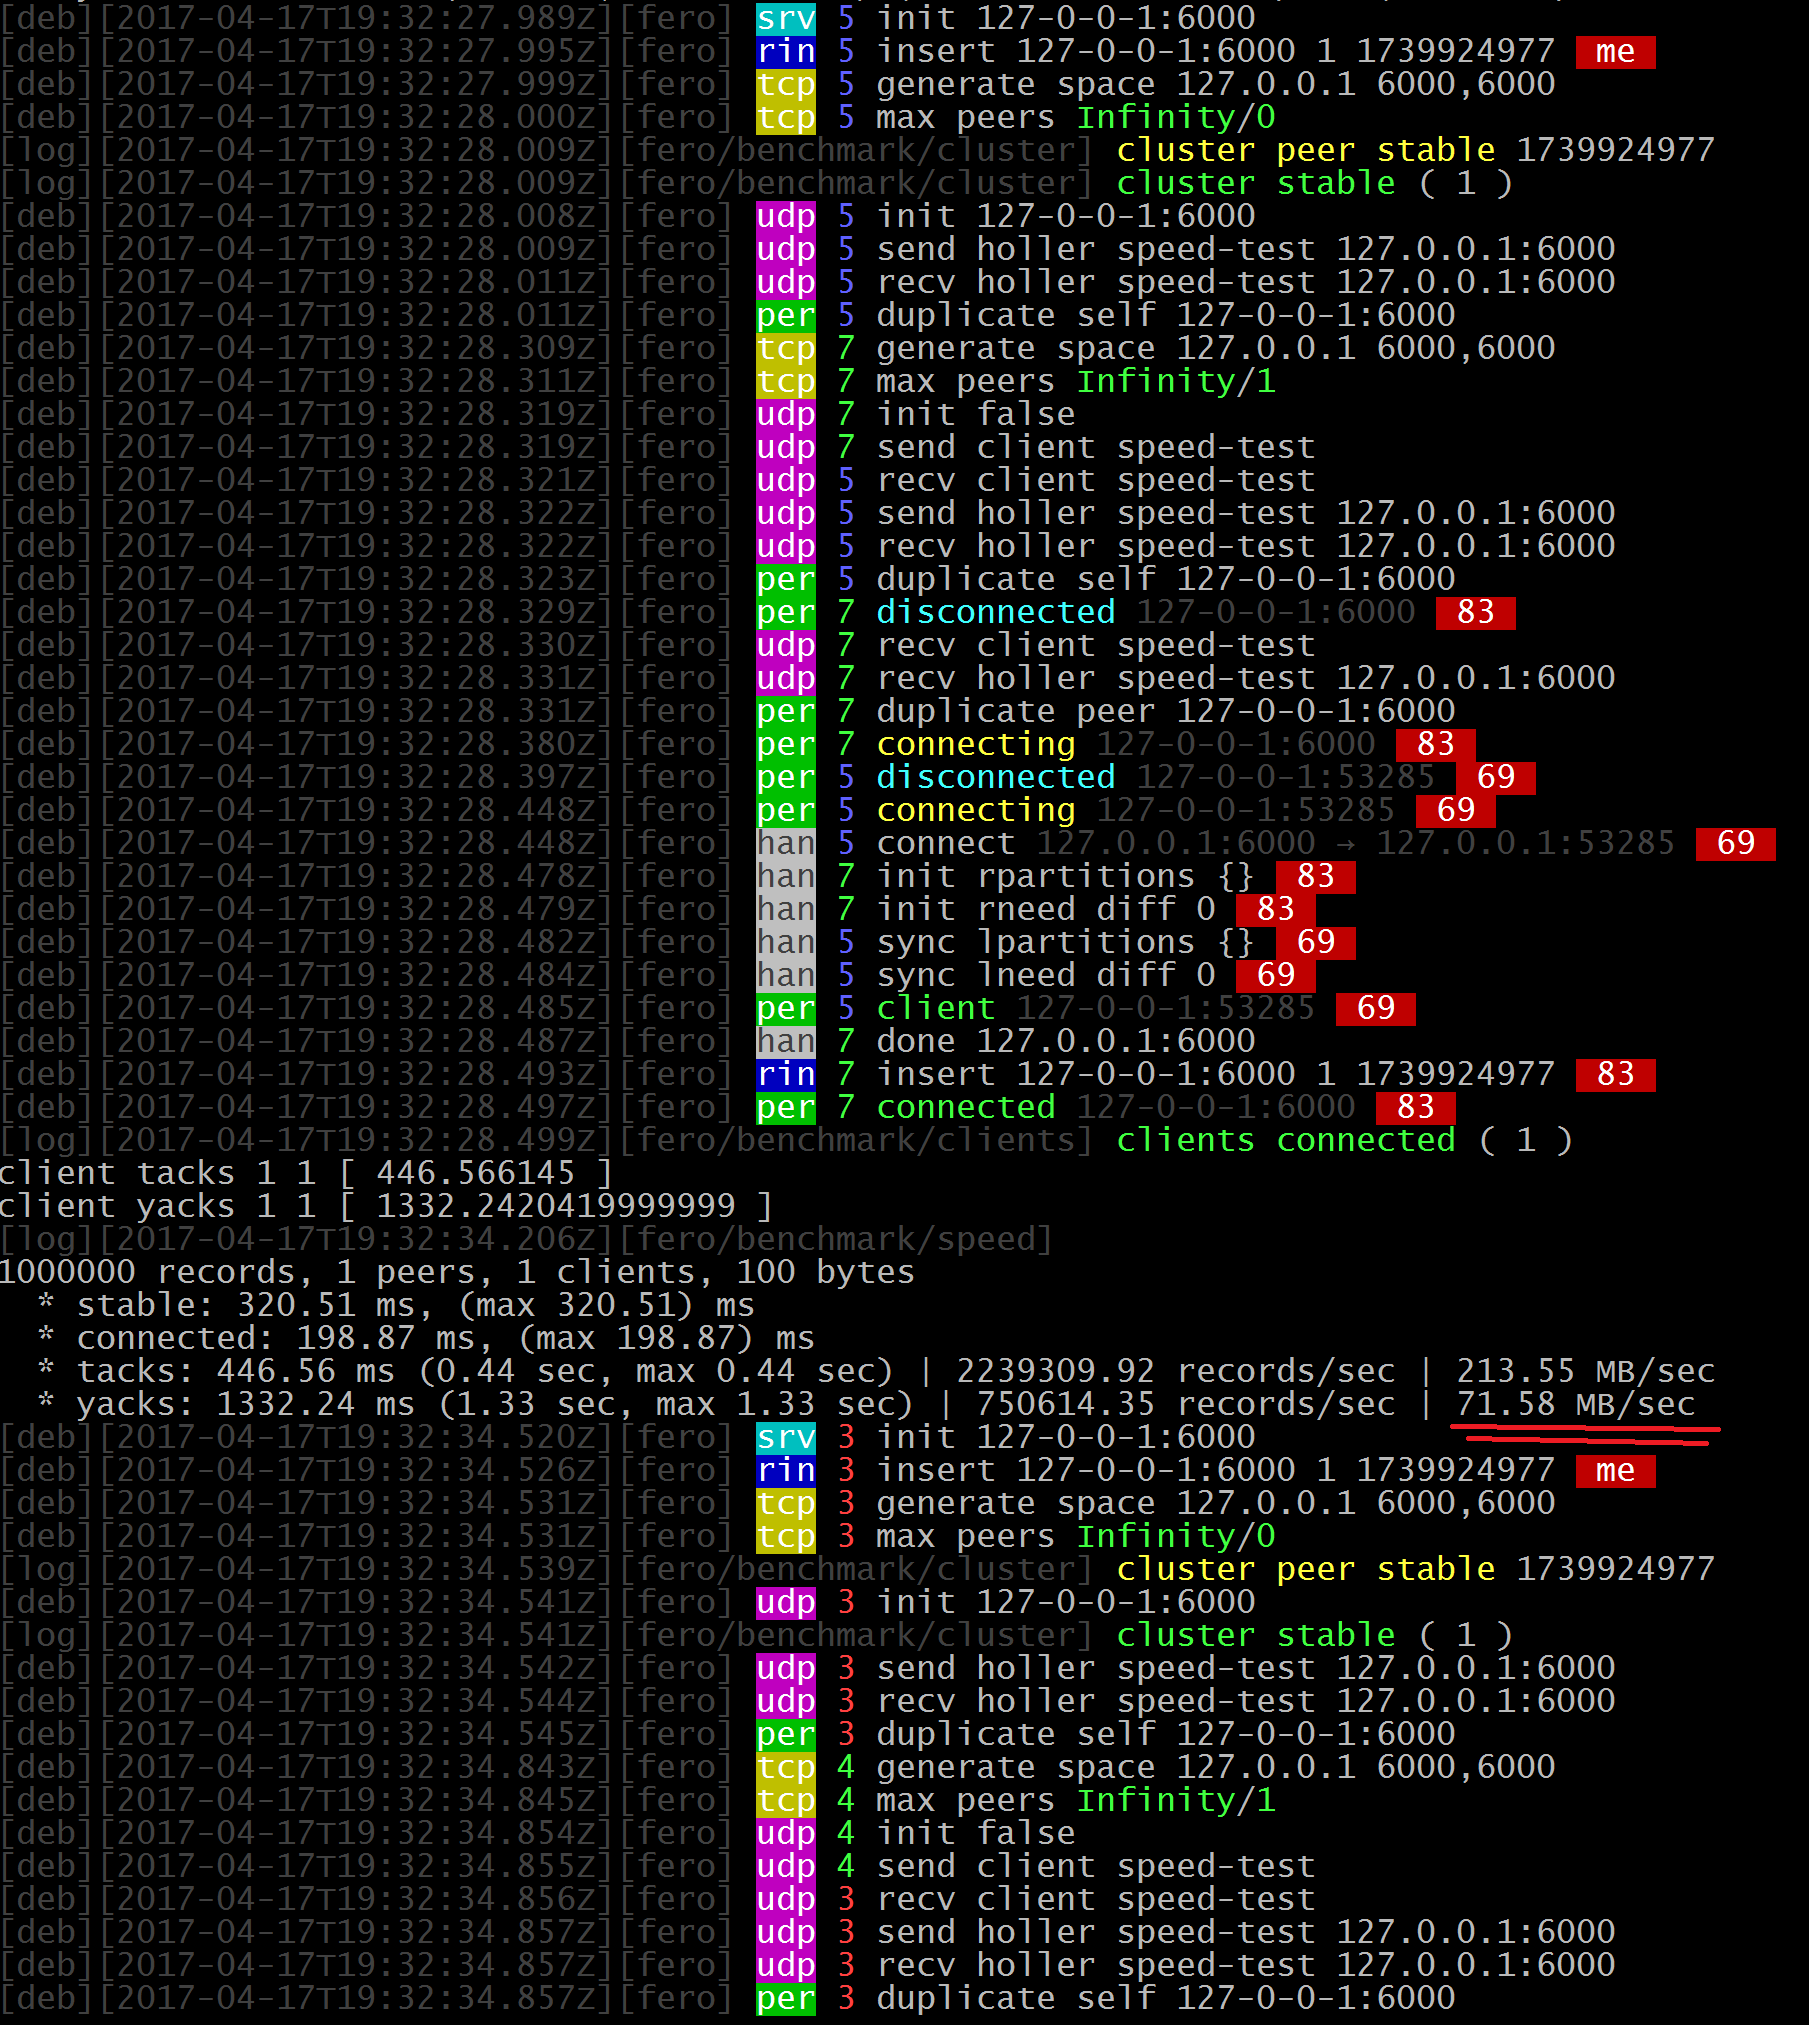 [deb][2017-04-17T19:32:27.989Z][fero] srv 5 init 127-0-0-1:6000
[deb][2017-04-17T19:32:27.995Z][fero] rin 5 insert 127-0-0-1:6000 1 1739924977 me
[deb][2017-04-17T19:32:27.999Z][fero] tcp 5 generate space 127.0.0.1 6000,6000
[deb][2017-04-17T19:32:28.000Z][fero] tcp 5 max peers Infinity/0
[log][2017-04-17T19:32:28.009Z][fero/benchmark/cluster] cluster peer stable 1739924977
[log][2017-04-17T19:32:28.009Z][fero/benchmark/cluster] cluster stable ( 1 )
[deb][2017-04-17T19:32:28.008Z][fero] udp 5 init 127-0-0-1:6000
[deb][2017-04-17T19:32:28.009Z][fero] udp 5 send holler speed-test 127.0.0.1:6000
[deb][2017-04-17T19:32:28.011Z][fero] udp 5 recv holler speed-test 127.0.0.1:6000
[deb][2017-04-17T19:32:28.011Z][fero] per 5 duplicate self 127-0-0-1:6000
[deb][2017-04-17T19:32:28.309Z][fero] tcp 7 generate space 127.0.0.1 6000,6000
[deb][2017-04-17T19:32:28.311Z][fero] tcp 7 max peers Infinity/1
[deb][2017-04-17T19:32:28.319Z][fero] udp 7 init false
[deb][2017-04-17T19:32:28.319Z][fero] udp 7 send client speed-test
[deb][2017-04-17T19:32:28.321Z][fero] udp 5 recv client speed-test
[deb][2017-04-17T19:32:28.322Z][fero] udp 5 send holler speed-test 127.0.0.1:6000
[deb][2017-04-17T19:32:28.322Z][fero] udp 5 recv holler speed-test 127.0.0.1:6000
[deb][2017-04-17T19:32:28.323Z][fero] per 5 duplicate self 127-0-0-1:6000
[deb][2017-04-17T19:32:28.329Z][fero] per 7 disconnected 127-0-0-1:6000 83
[deb][2017-04-17T19:32:28.330Z][fero] udp 7 recv client speed-test
[deb][2017-04-17T19:32:28.331Z][fero] udp 7 recv holler speed-test 127.0.0.1:6000
[deb][2017-04-17T19:32:28.331Z][fero] per 7 duplicate peer 127-0-0-1:6000
[deb][2017-04-17T19:32:28.380Z][fero] per 7 connecting 127-0-0-1:6000 83
[deb][2017-04-17T19:32:28.397Z][fero] per 5 disconnected 127-0-0-1:53285 69
[deb][2017-04-17T19:32:28.448Z][fero] per 5 connecting 127-0-0-1:53285 69
[deb][2017-04-17T19:32:28.448Z][fero] han 5 connect 127.0.0.1:6000 → 127.0.0.1:53285 69
[deb][2017-04-17T19:32:28.478Z][fero] han 7 init rpartitions {} 83
[deb][2017-04-17T19:32:28.479Z][fero] han 7 init rneed diff 0 83
[deb][2017-04-17T19:32:28.482Z][fero] han 5 sync lpartitions {} 69
[deb][2017-04-17T19:32:28.484Z][fero] han 5 sync lneed diff 0 69
[deb][2017-04-17T19:32:28.485Z][fero] per 5 client 127-0-0-1:53285 69
[deb][2017-04-17T19:32:28.487Z][fero] han 7 done 127.0.0.1:6000
[deb][2017-04-17T19:32:28.493Z][fero] rin 7 insert 127-0-0-1:6000 1 1739924977 83
[deb][2017-04-17T19:32:28.497Z][fero] per 7 connected 127-0-0-1:6000 83
[log][2017-04-17T19:32:28.499Z][fero/benchmark/clients] clients connected ( 1 )
client tacks 1 1 [ 446.566145 ]
client yacks 1 1 [ 1332.2420419999999 ]
[log][2017-04-17T19:32:34.206Z][fero/benchmark/speed]
1000000 records, 1 peers, 1 clients, 100 bytes
* stable: 320.51 ms, (max 320.51) ms
* connected: 198.87 ms, (max 198.87) ms
* tacks: 446.56 ms (0.44 sec, max 0.44 sec) | 2239309.92 records/sec | 213.55 MB/sec
* yacks: 1332.24 ms (1.33 sec, max 1.33 sec) | 750614.35 records/sec | 71.58 MB/sec
[deb][2017-04-17T19:32:34.520Z][fero] srv 3 init 127-0-0-1:6000
[deb][2017-04-17T19:32:34.526Z][fero] rin 3 insert 127-0-0-1:6000 1 1739924977 me
[deb][2017-04-17T19:32:34.531Z][fero] tcp 3 generate space 127.0.0.1 6000,6000
[deb][2017-04-17T19:32:34.531Z][fero] tcp 3 max peers Infinity/0
[log][2017-04-17T19:32:34.539Z][fero/benchmark/cluster] cluster peer stable 1739924977
[deb][2017-04-17T19:32:34.541Z][fero] udp 3 init 127-0-0-1:6000
[log][2017-04-17T19:32:34.541Z][fero/benchmark/cluster] cluster stable ( 1 )
[deb][2017-04-17T19:32:34.542Z][fero] udp 3 send holler speed-test 127.0.0.1:6000
[deb][2017-04-17T19:32:34.544Z][fero] udp 3 recv holler speed-test 127.0.0.1:6000
[deb][2017-04-17T19:32:34.545Z][fero] per 3 duplicate self 127-0-0-1:6000
[deb][2017-04-17T19:32:34.843Z][fero] tcp 4 generate space 127.0.0.1 6000,6000
[deb][2017-04-17T19:32:34.845Z][fero] tcp 4 max peers Infinity/1
[deb][2017-04-17T19:32:34.854Z][fero] udp 4 init false
[deb][2017-04-17T19:32:34.855Z][fero] udp 4 send client speed-test
[deb][2017-04-17T19:32:34.856Z][fero] udp 3 recv client speed-test
[deb][2017-04-17T19:32:34.857Z][fero] udp 3 send holler speed-test 127.0.0.1:6000
[deb][2017-04-17T19:32:34.857Z][fero] udp 3 recv holler speed-test 127.0.0.1:6000
[deb][2017-04-17T19:32:34.857Z][fero] per 3 duplicate self 127-0-0-1:6000